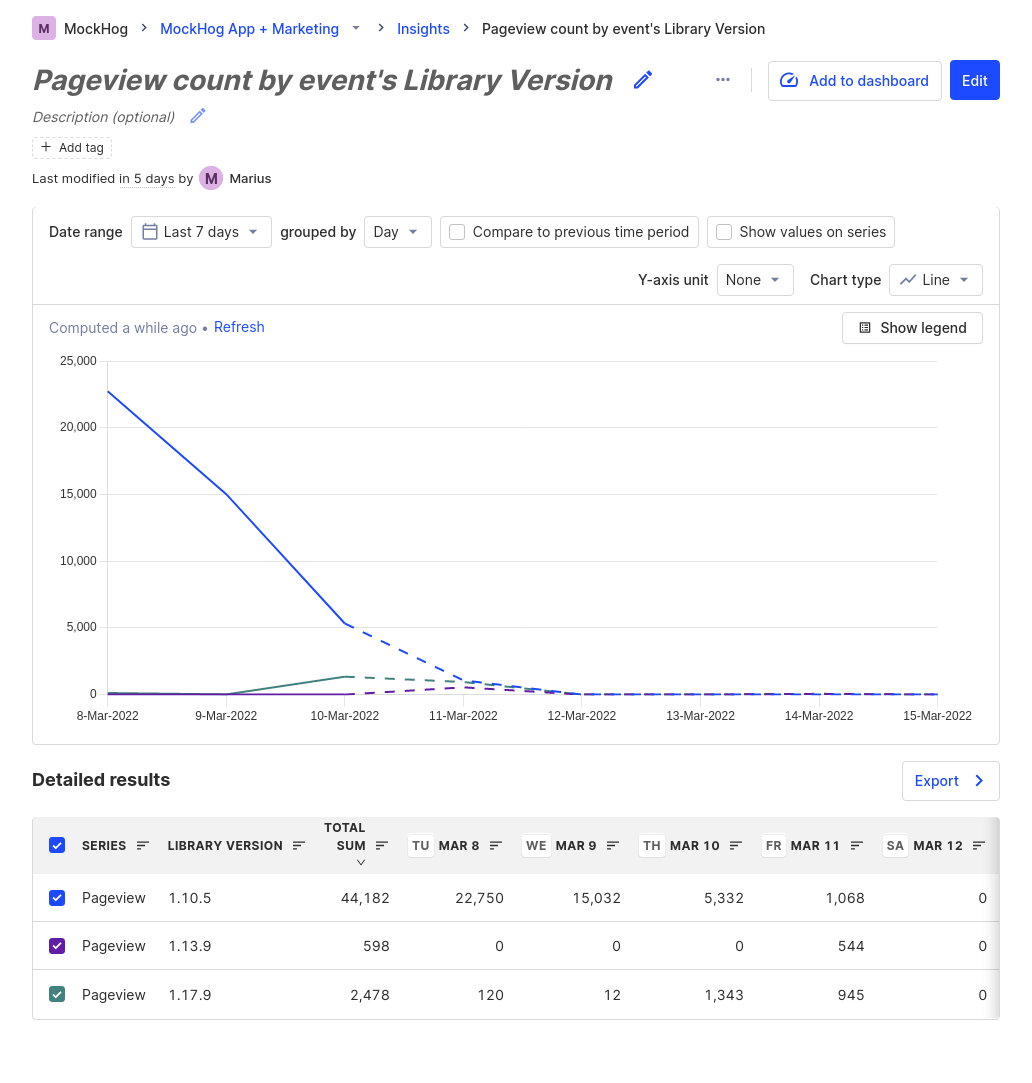 M MockHog MockHog App + Marketing Insights Pageview count by event's Library Version
Pageview count by event's Library Version
Add to dashboard Edit
Description (optional)
+ Add tag
Last modified in 5 days by M Marius
Date range Last 7 days grouped by Day Compare to previous time period Show values on series
Y-axis unit None Chart type Line
Computed a while ago • Refresh Show legend
25,000
20,000
15,000
10,000
5,000
0
8-Mar-2022 9-Mar-2022 10-Mar-2022 11-Mar-2022 12-Mar-2022 13-Mar-2022 14-Mar-2022 15-Mar-2022
Detailed results Export
SERIES LIBRARY VERSION TOTAL SUM TU MAR 8 WE MAR 9 TH MAR 10 FR MAR 11 SA MAR 12
Pageview 1.10.5 44,182 22,750 15,032 5,332 1,068 0
Pageview 1.13.9 598 0 0 0 544 0
Pageview 1.17.9 2,478 120 12 1,343 945 0